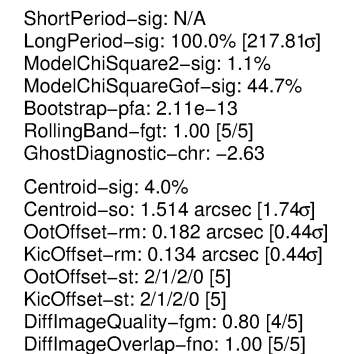 ShortPeriod−sig: N/A
LongPeriod−sig: 100.0% [217.81σ]
ModelChiSquare2−sig: 1.1%
ModelChiSquareGof−sig: 44.7%
Bootstrap−pfa: 2.11e−13
RollingBand−fgt: 1.00 [5/5]
GhostDiagnostic−chr: −2.63
Centroid−sig: 4.0%
Centroid−so: 1.514 arcsec [1.74σ]
OotOffset−rm: 0.182 arcsec [0.44σ]
KicOffset−rm: 0.134 arcsec [0.44σ]
OotOffset−st: 2/1/2/0 [5]
KicOffset−st: 2/1/2/0 [5]
DiffImageQuality−fgm: 0.80 [4/5]
DiffImageOverlap−fno: 1.00 [5/5]